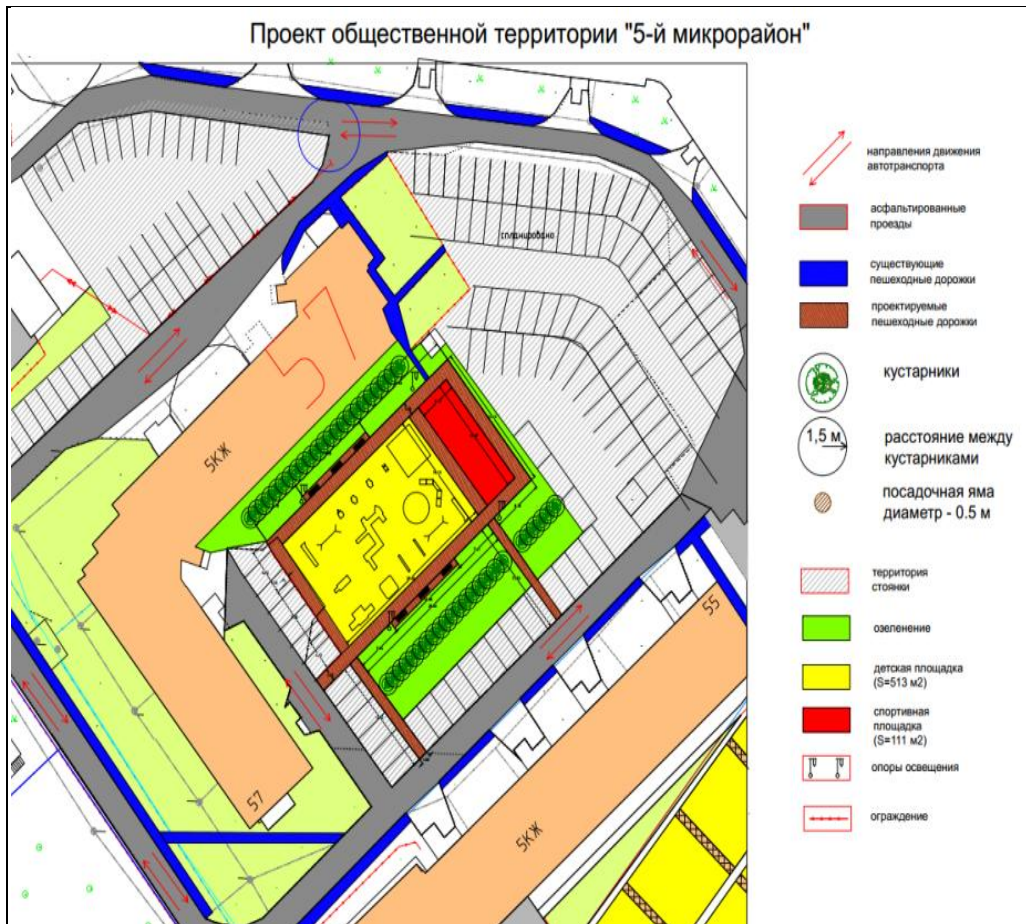 Проект общественной территории "5-й микрорайон"
направления движения
автотранспорта
асфальтированные
проезды
существующие
пешеходные дорожки
проектируемые
пешеходные дорожки
кустарники
1,5 м
расстояние между
кустарниками
посадочная яма
диаметр - 0.5 м
территория
стоянки
озеленение
детская площадка
(S=513 м2)
спортивная
площадка
(S=111 м2)
опоры освещения
ограждение
спланировано
57
5КЖ
55
57
5КЖ